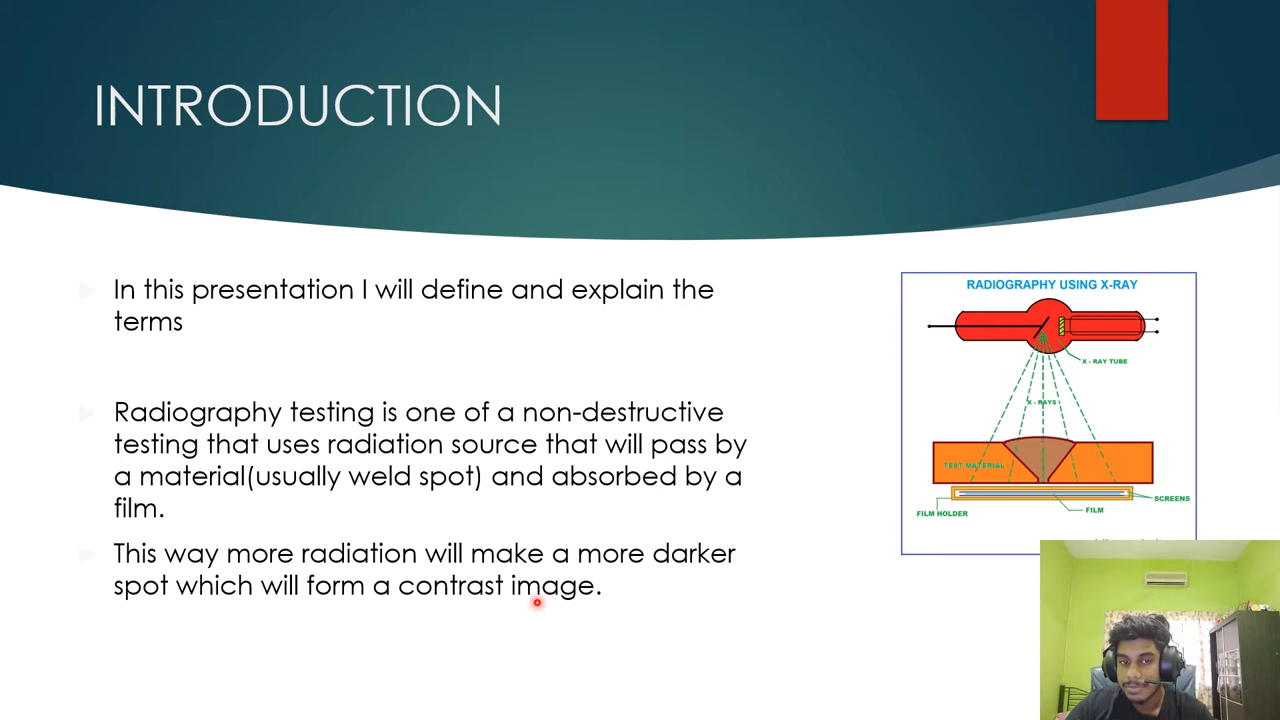 INTRODUCTION
In this presentation I will define and explain the
terms
Radiography testing is one of a non-destructive
testing that uses radiation source that will pass by
a material(usually weld spot) and absorbed by a
film.
This way more radiation will make a more darker
spot which will form a contrast image.
RADIOGRAPHY USING X-RAY
X - RAY TUBE
X - RAYS
TEST MATERIAL
SCREENS
FILM HOLDER
FILM